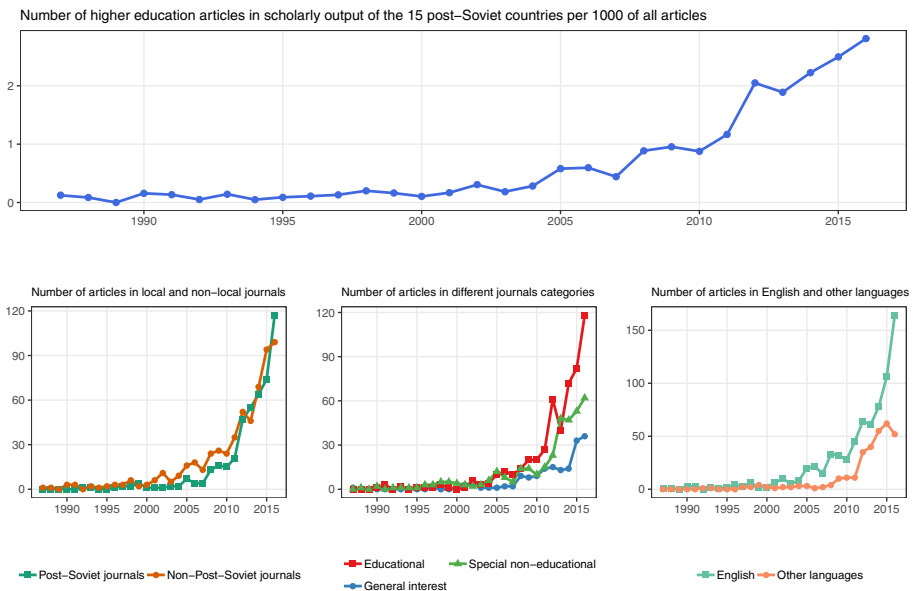 Number of higher education articles in scholarly output of the 15 post−Soviet countries per 1000 of all articles
2
1
0
1990 1995 2000 2005 2010 2015
Number of articles in local and non−local journals
120
90
60
30
0
1990 1995 2000 2005 2010 2015
Post−Soviet journals Non−Post−Soviet journals
Number of articles in different journals categories
120
90
60
30
0
1990 1995 2000 2005 2010 2015
Educational Special non−educational
General interest
Number of articles in English and other languages
150
100
50
0
1990 1995 2000 2005 2010 2015
English Other languages